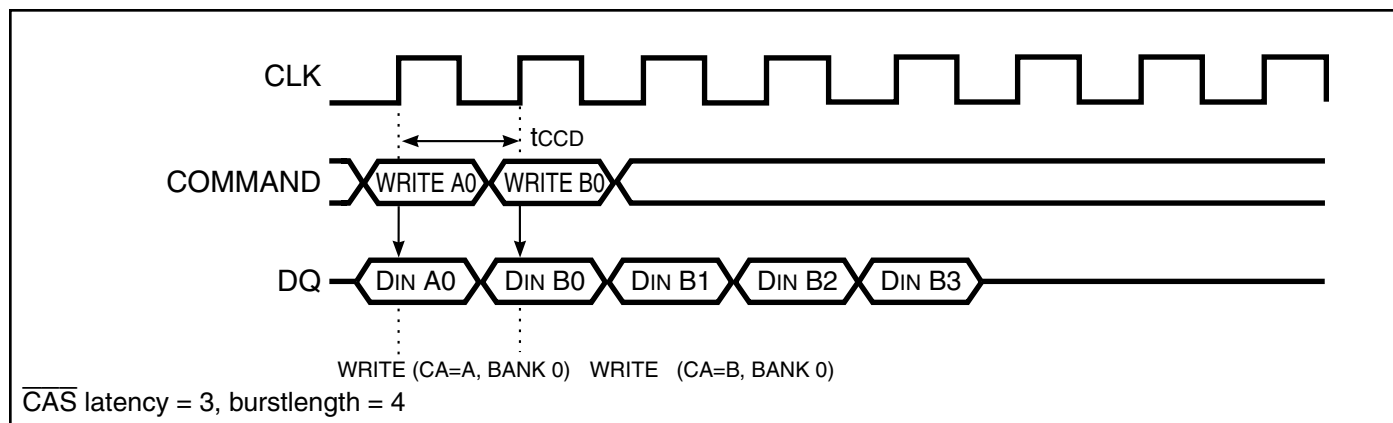 CLK
tCCD
COMMAND WRITE A0 WRITE B0
DQ DIN A0 DIN B0 DIN B1 DIN B2 DIN B3
WRITE (CA=A, BANK 0) WRITE (CA=B, BANK 0)
CAS latency = 3, burstlength = 4